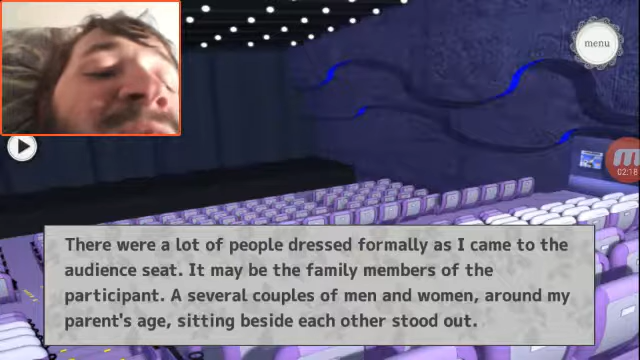 menu
02:18
There were a lot of people dressed formally as I came to the
audience seat. It may be the family members of the
participant. A several couples of men and women, around my
parent's age, sitting beside each other stood out.